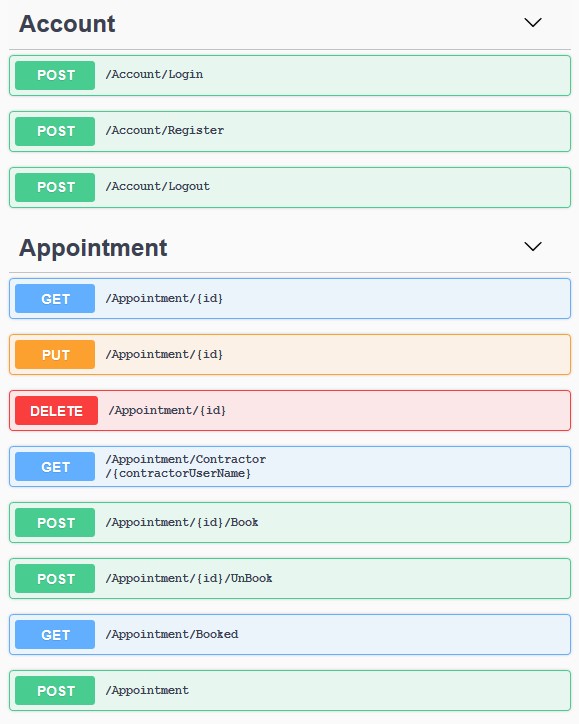 Account
POST /Account/Login
POST /Account/Register
POST /Account/Logout
Appointment
GET /Appointment/{id}
PUT /Appointment/{id}
DELETE /Appointment/{id}
GET /Appointment/Contractor
/{contractorUserName}
POST /Appointment/{id}/Book
POST /Appointment/{id}/UnBook
GET /Appointment/Booked
POST /Appointment